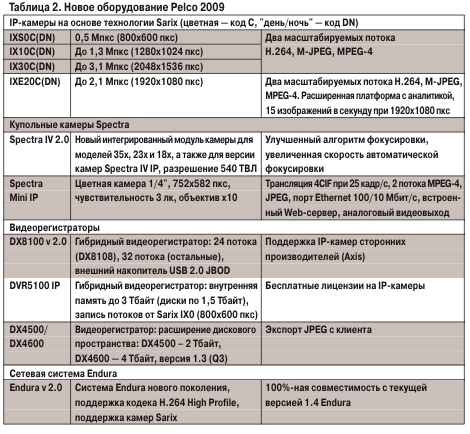 Таблица 2. Новое оборудование Pelco 2009
IP-камеры на основе технологии Sarix (цветная — код C, "день/ночь" — код DN)
IXS0C(DN) 0,5 Мпкс (800x600 пкс) Два масштабируемых потока
IX10C(DN) До 1,3 Мпкс (1280x1024 пкс) H.264, M-JPEG, MPEG-4
IX30C(DN) До 3,1 Мпкс (2048x1536 пкс)
IXE20C(DN) До 2,1 Мпкс (1920x1080 пкс) Два масштабируемых потока H.264, M-JPEG,
MPEG-4. Расширенная платформа с аналитикой,
15 изображений в секунду при 1920x1080 пкс
Купольные камеры Spectra
Spectra IV 2.0 Новый интегрированный модуль камеры для Улучшенный алгоритм фокусировки,
моделей 35x, 23x и 18x, а также для версии увеличенная скорость автоматической
камер Spectra IV IP, разрешение 540 ТВЛ фокусировки
Spectra Цветная камера 1/4", 752x582 пкс, Трансляция 4CIF при 25 кадр/с, 2 потока MPEG-4,
Mini IP чувствительность 3 лк, объектив x10 JPEG, порт Ethernet 100/10 Мбит/с, встроен-
ный Web-сервер, аналоговый видеовыход
Видеорегистраторы
DX8100 v 2.0 Гибридный видеорегистратор: 24 потока Поддержка IP-камер сторонних
(DX8108), 32 потока (остальные), производителей (Axis)
внешний накопитель USB 2.0 JBOD
DVR5100 IP Гибридный видеорегистратор: внутренняя Бесплатные лицензии на IP-камеры
память до 3 Тбайт (диски по 1,5 Тбайт),
запись потоков от Sarix IX0 (800x600 пкс)
DX4500/ Видеорегистратор: расширение дискового Экспорт JPEG с клиента
DX4600 пространства: DX4500 – 2 Тбайт,
DX4600 — 4 Тбайт, версия 1.3 (Q3)
Сетевая система Endura
Endura v 2.0 Система Endura нового поколения, 100%-ная совместимость с текущей
поддержка кодека H.264 High Profile, версией 1.4 Endura
поддержка камер Sarix